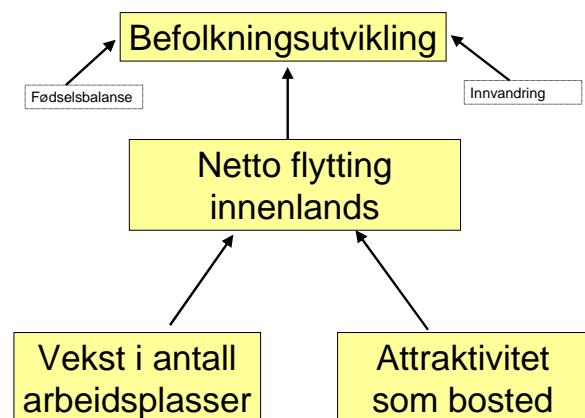 Befolkningsutvikling
Fødselsbalanse
Innvandring
Netto flytting
innenlands
Vekst i antall
arbeidsplasser
Attraktivitet
som bosted